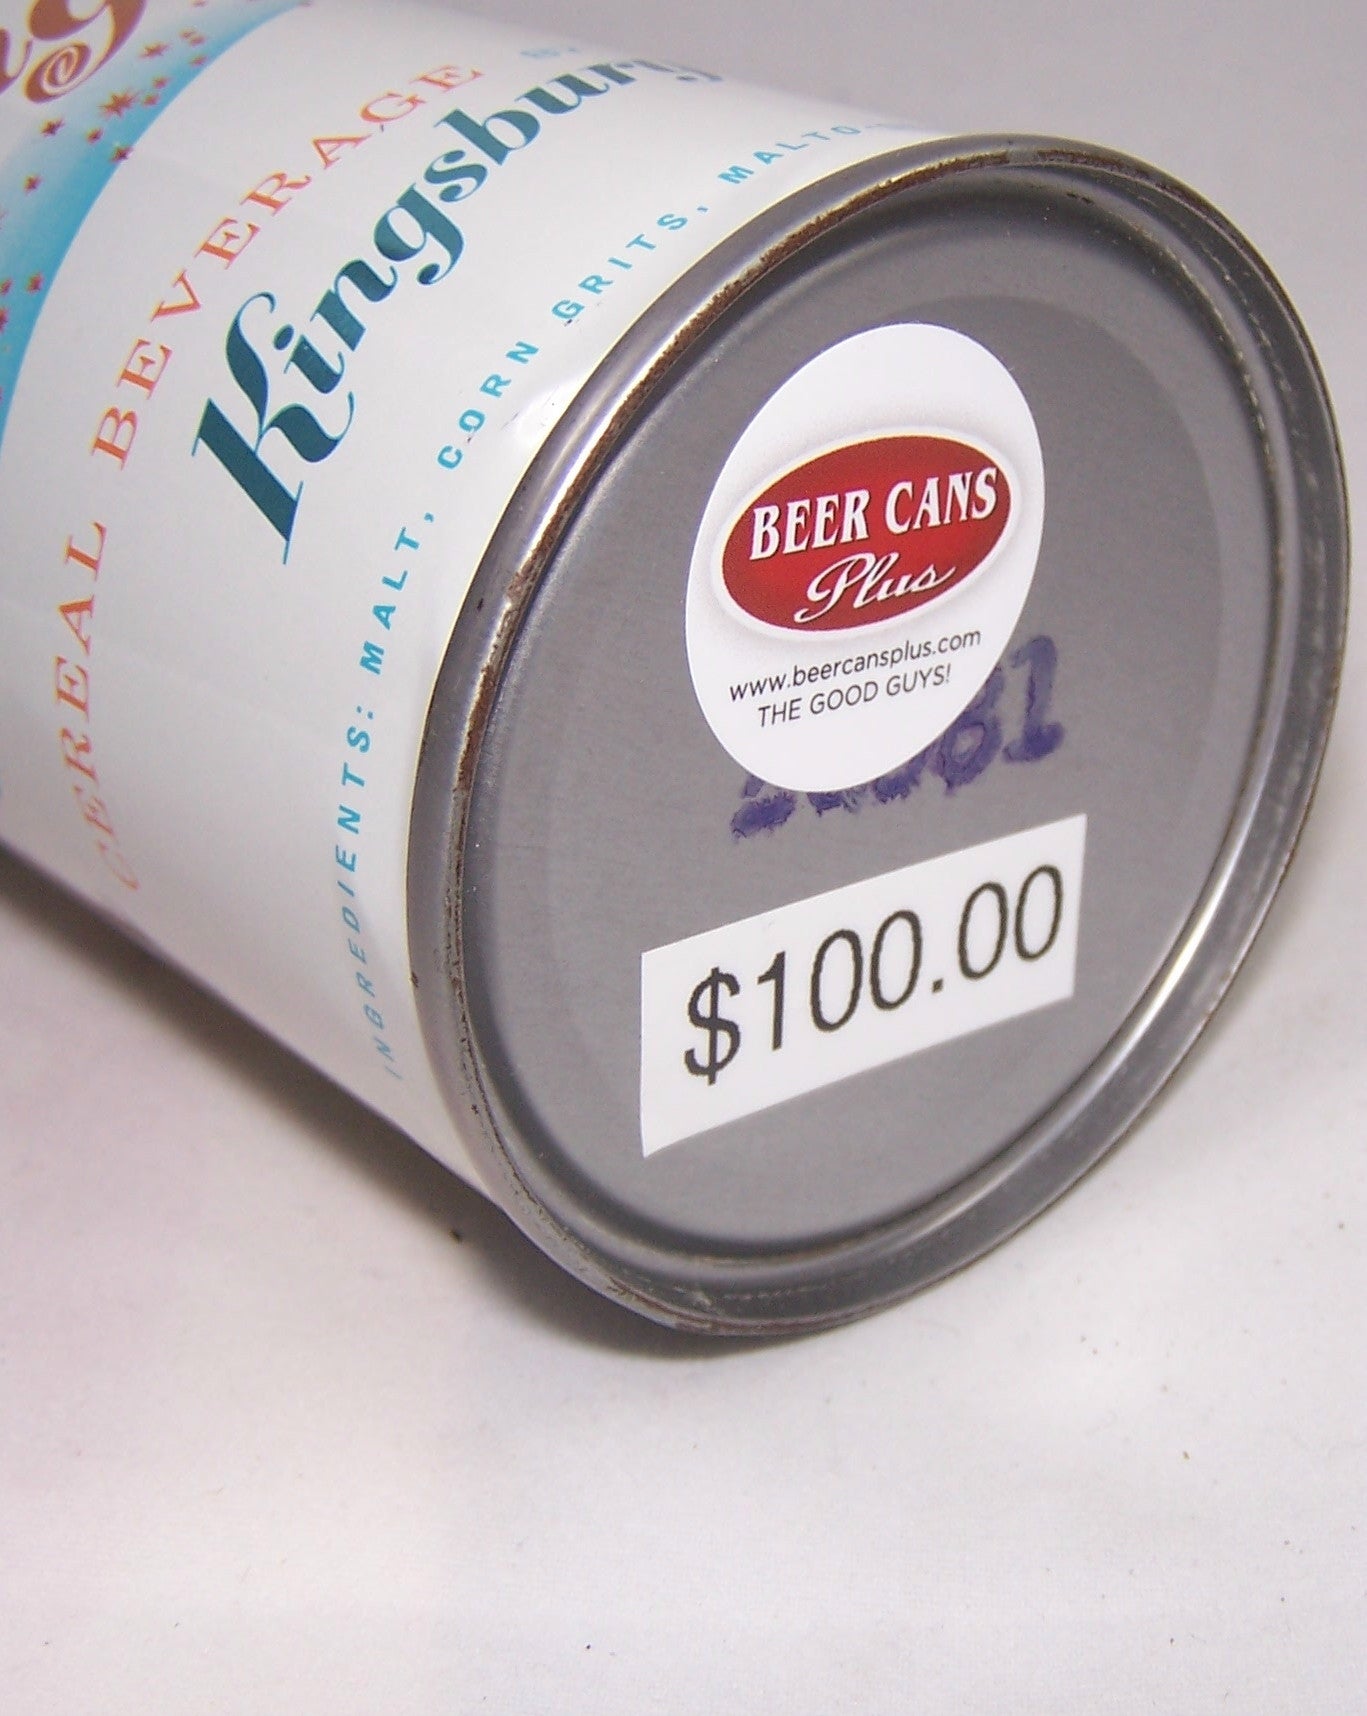 CEREAL BEVERAGE
Kingsbury
INGREDIENTS: MALT, CORN GRITS, MALTO-
BEER CANS
Plus
www.beercansplus.com
THE GOOD GUYS!
$100.00